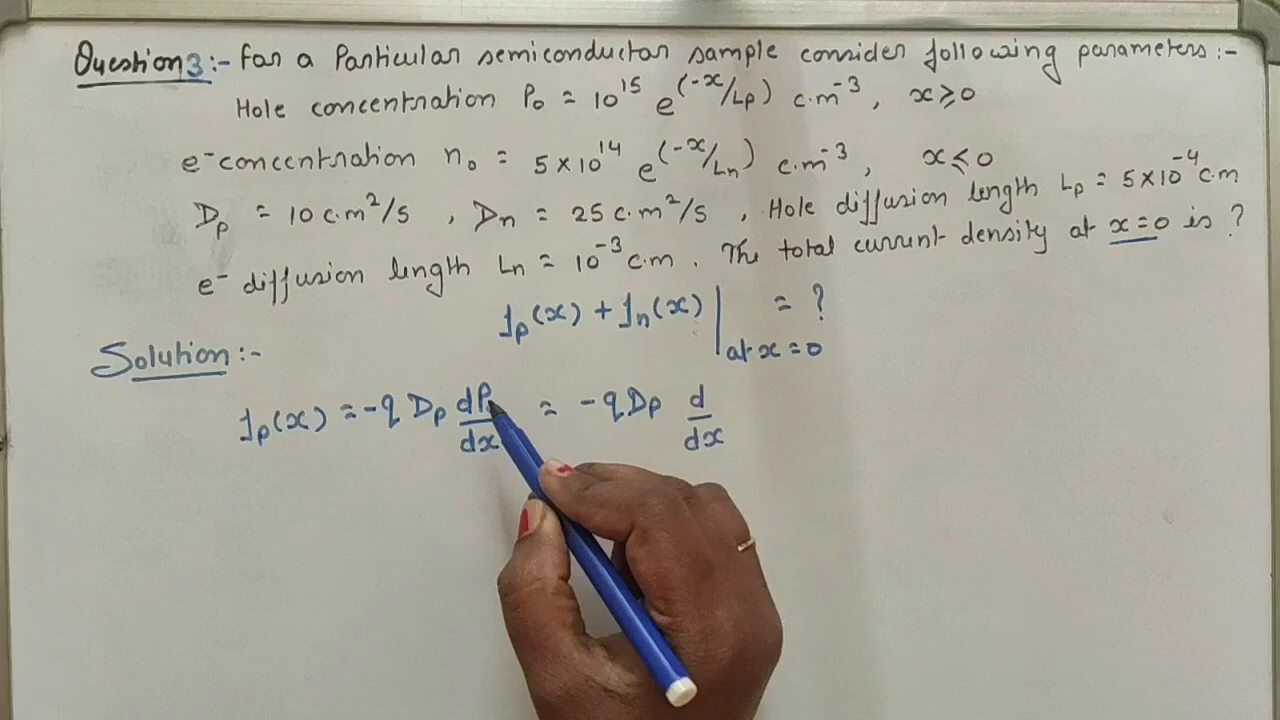 Question3:- For a Particular semiconductor sample consider following parameters:-
Hole concentration P₀ = 10¹⁵ e^(-x/Lp) c.m⁻³, x≥0
e⁻concentration n₀ = 5×10¹⁴ e^(-x/Ln) c.m⁻³, x≤0
Dp = 10 c.m²/s, Dn = 25 c.m²/s, Hole diffusion length Lp = 5×10⁻⁴ c.m
e⁻ diffusion length Ln = 10⁻³ c.m. The total current density at x=0 is ?
Jp(x) + Jn(x)| at x=0 = ?
Solution:-
Jp(x) = -q Dp dP₀/dx = -q Dp d/dx